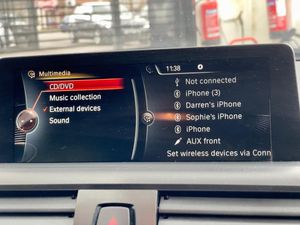 Multimedia
CD/DVD
Music collection
External devices
Sound
11:38
Not connected
iPhone (3)
Darren's iPhone
Sophie's iPhone
iPhone
AUX front
Set wireless devices via Conn